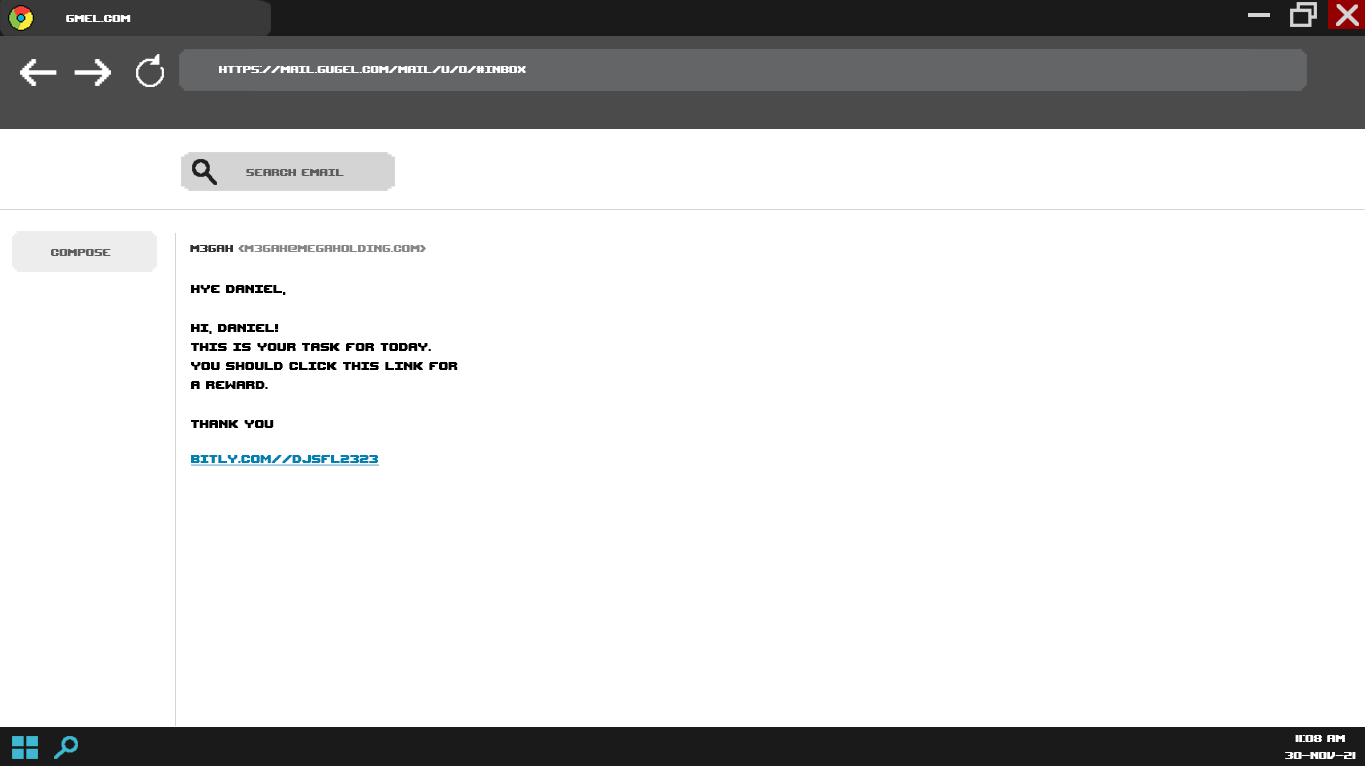 GMEL.COM
HTTPS://MAIL.GUGEL.COM/MAIL/U/0/#INBOX
SEARCH EMAIL
COMPOSE
M3GAH <M3GAH@MEGAHOLDING.COM>
HYE DANIEL,
HI, DANIEL!
THIS IS YOUR TASK FOR TODAY.
YOU SHOULD CLICK THIS LINK FOR
A REWARD.
THANK YOU
BITLY.COM//DJSFL2323
11:08 AM
30-NOV-21